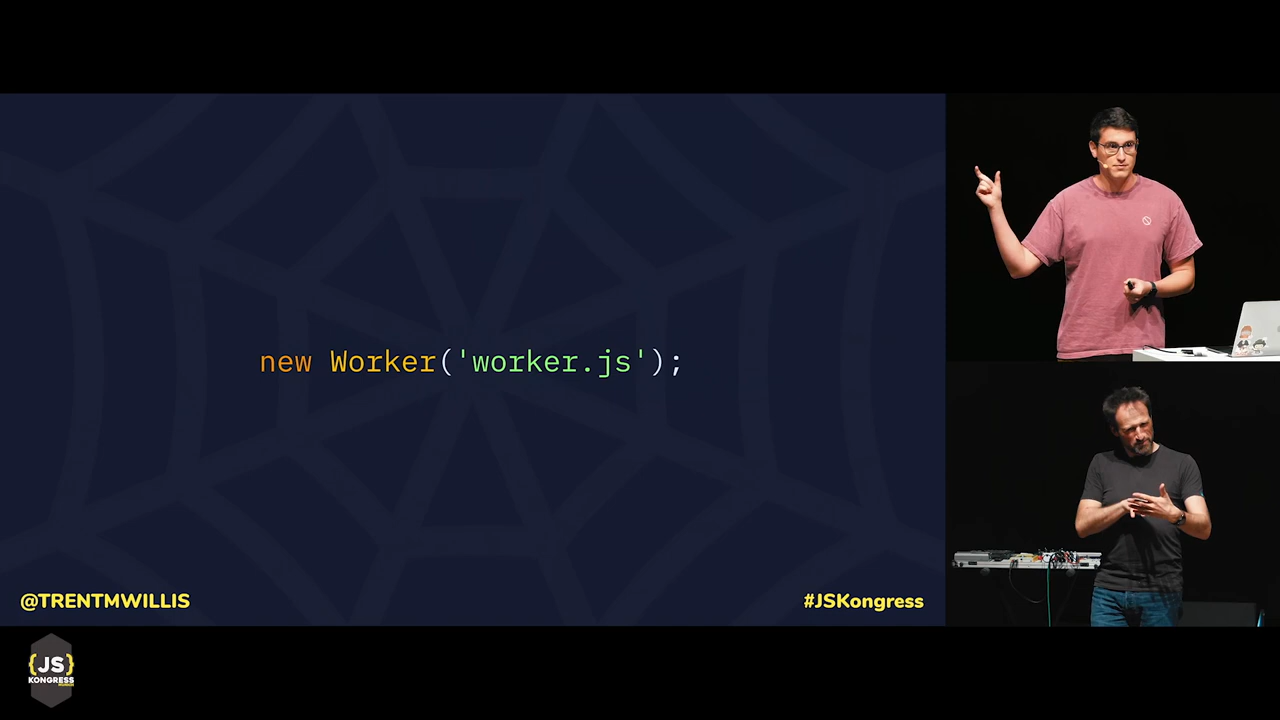 new Worker('worker.js');
@TRENTMWILLIS
#JSKongress
{JS}
KONGRESS